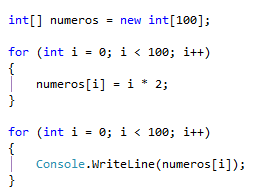 int[] numeros = new int[100];
for (int i = 0; i < 100; i++)
{
    numeros[i] = i * 2;
}
for (int i = 0; i < 100; i++)
{
    Console.WriteLine(numeros[i]);
}